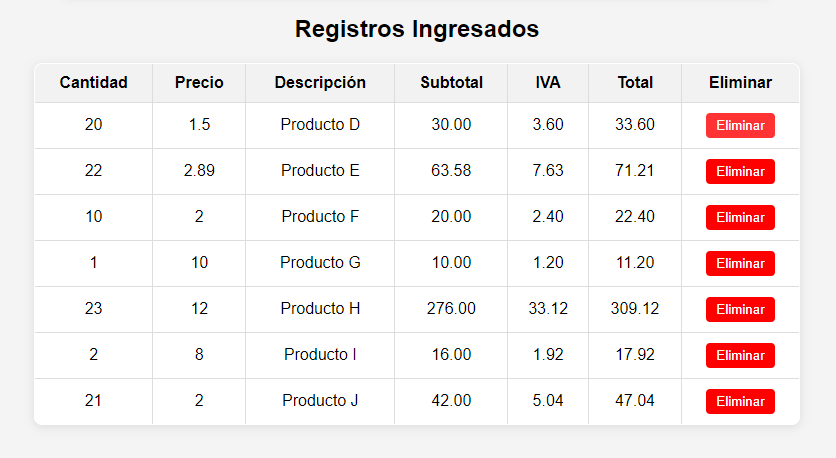 Registros Ingresados
Cantidad Precio Descripción Subtotal IVA Total Eliminar
20 1.5 Producto D 30.00 3.60 33.60 Eliminar
22 2.89 Producto E 63.58 7.63 71.21 Eliminar
10 2 Producto F 20.00 2.40 22.40 Eliminar
1 10 Producto G 10.00 1.20 11.20 Eliminar
23 12 Producto H 276.00 33.12 309.12 Eliminar
2 8 Producto I 16.00 1.92 17.92 Eliminar
21 2 Producto J 42.00 5.04 47.04 Eliminar